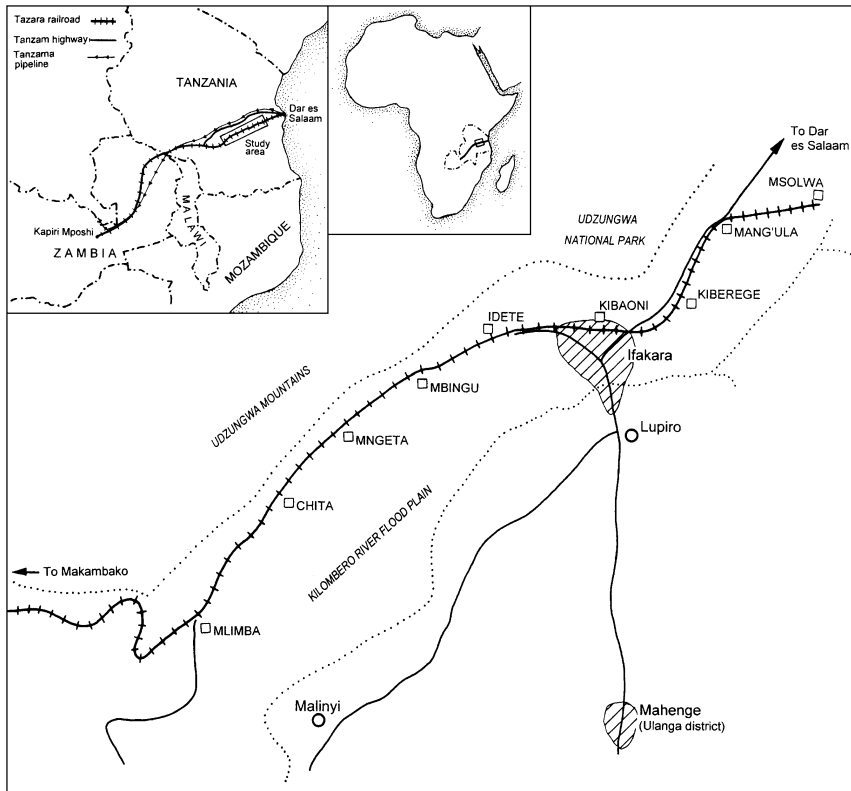 Tazara railroad
Tanzam highway
Tanzama
pipeline
TANZANIA
Dar es
Salaam
Study
area
MALAWI
Kapiri Mposhi
ZAMBIA
MOZAMBIQUE
To Dar
es Salaam
MSOLWA
UDZUNGWA
NATIONAL PARK
MANG'ULA
KIBEREGE
KIBAONI
IDETE
Ifakara
MBINGU
UDZUNGWA MOUNTAINS
Lupiro
MNGETA
CHITA
KILOMBERO RIVER FLOOD PLAIN
To Makambako
MLIMBA
Malinyi
Mahenge
(Ulanga district)